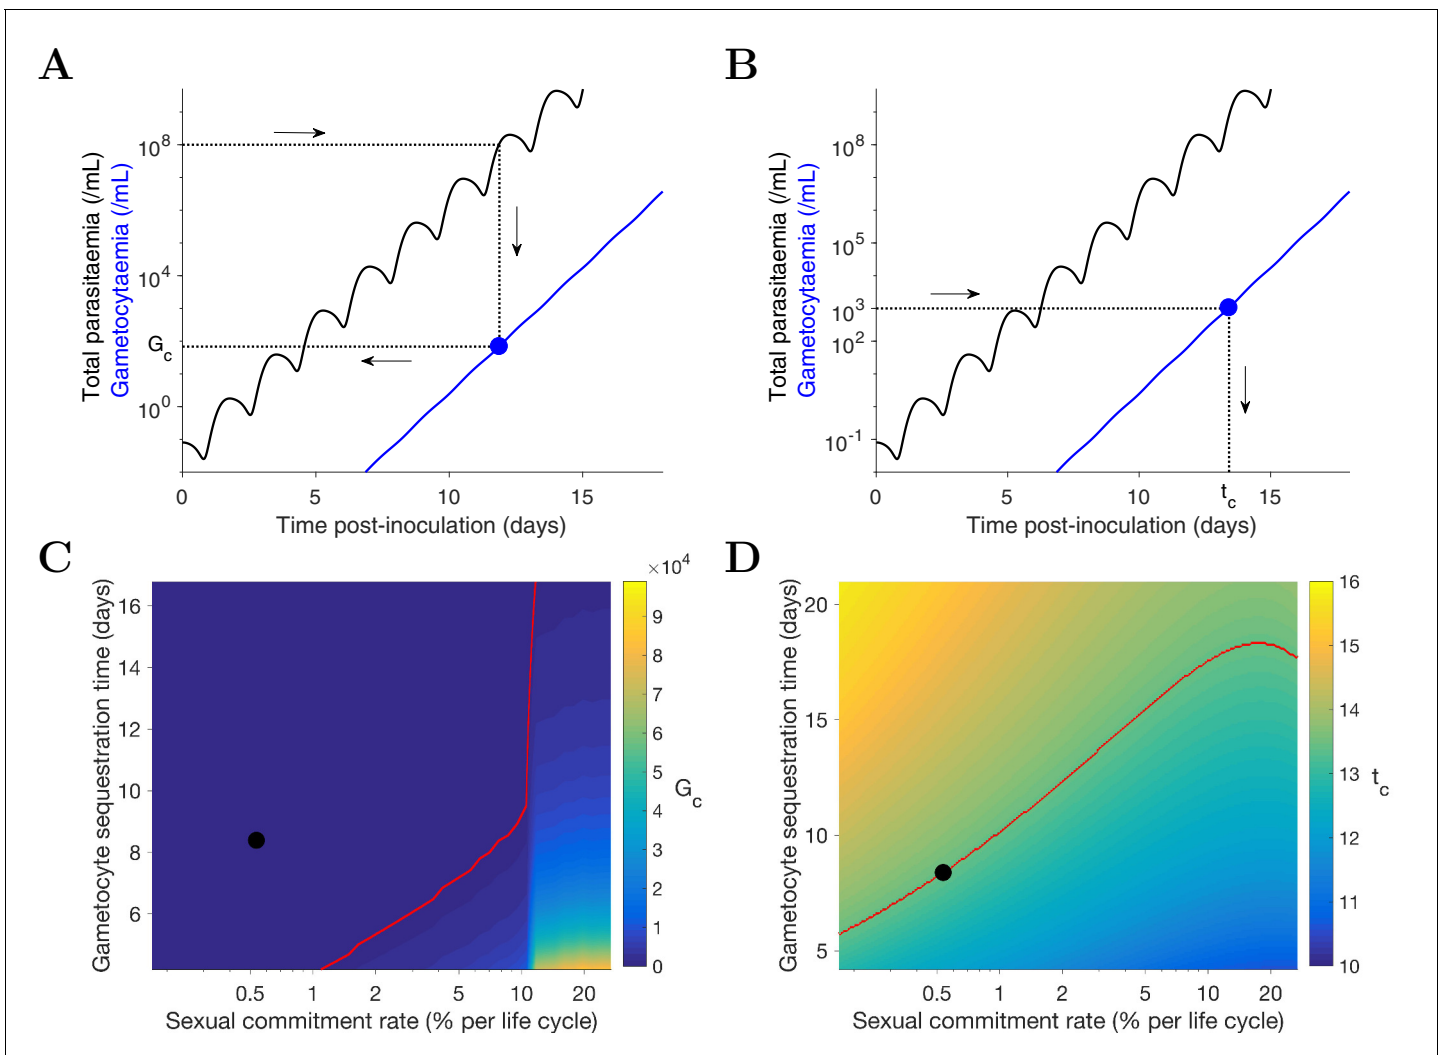 A
Total parasitaemia (/mL)
Gametocytaemia (/mL)
10^8
10^4
G_c
10^0
0 5 10 15
Time post-inoculation (days)
B
Total parasitaemia (/mL)
Gametocytaemia (/mL)
10^8
10^5
10^3
10^2
10^-1
0 5 10 t_c 15
Time post-inoculation (days)
C
Gametocyte sequestration time (days)
16
14
12
10
8
6
0.5 1 2 5 10 20
Sexual commitment rate (% per life cycle)
×10^4
9
8
7
6
5
4
3
2
1
0
G_c
D
Gametocyte sequestration time (days)
20
15
10
5
0.5 1 2 5 10 20
Sexual commitment rate (% per life cycle)
16
15
14
13
12
11
10
t_c